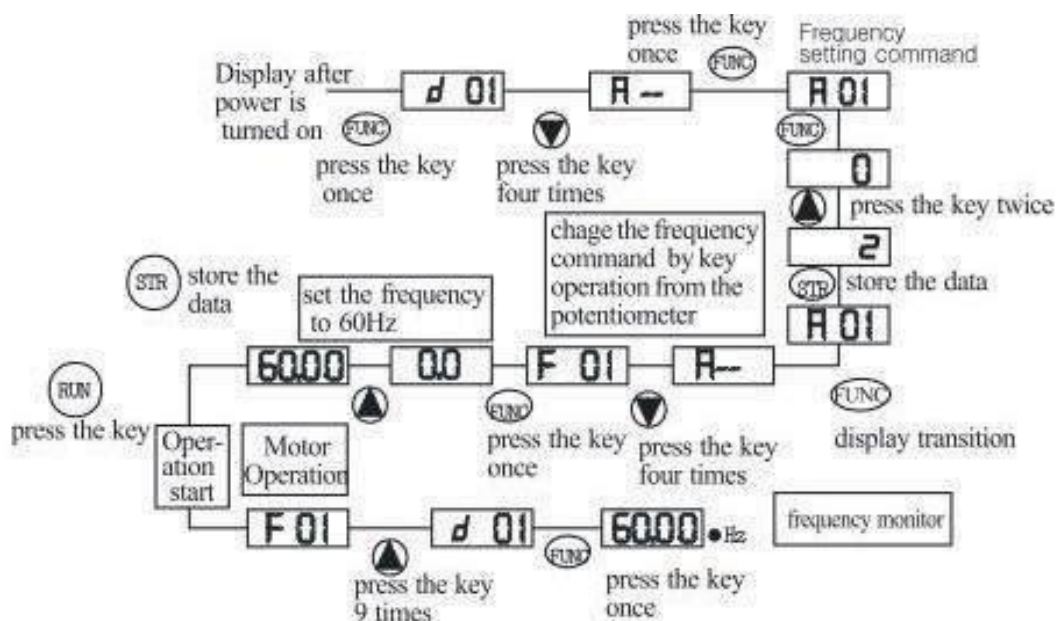 press the key
once
FUNC
Frequency
setting command
Display after
power is
turned on
d 01
A --
A 01
FUNC
press the key
once
press the key
four times
FUNC
0
press the key twice
2
STR
store the data
A 01
chage the frequency
command by key
operation from the
potentiometer
STR
store the
data
set the frequency
to 60Hz
60.00
0.0
F 01
A--
RUN
press the key
FUNC
press the key
once
press the key
four times
FUNC
display transition
Oper-
ation
start
Motor
Operation
F 01
d 01
60.00
Hz
frequency monitor
press the key
9 times
FUNC
press the key
once